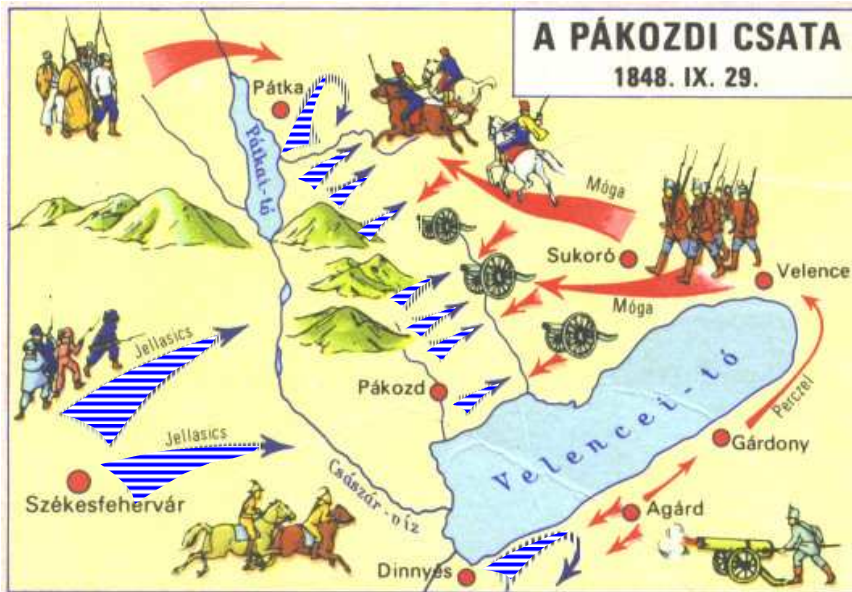 A PÁKOZDI CSATA
1848. IX. 29.
Pátka
Pátkai-tó
Móga
Sukoró
Velence
Móga
Jellasics
Pákozd
Perczel
Jellasics
Velencei-tó
Gárdony
Székesfehérvár
Császár-víz
Agárd
Dinnyés